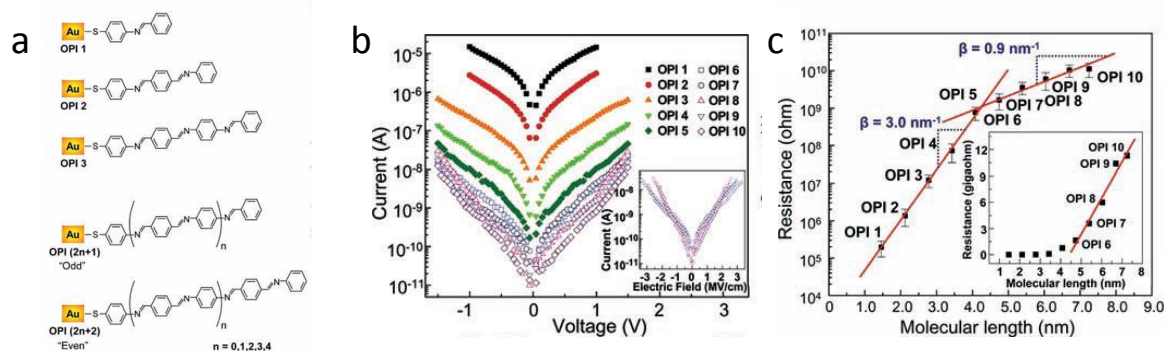 a
Au
S
N
OPI 1
Au
S
N
N
OPI 2
Au
S
N
N
N
OPI 3
Au
S
N
N
N
n
OPI (2n+1)
"Odd"
Au
S
N
N
N
N
n
OPI (2n+2)
"Even"
n = 0,1,2,3,4
b
Current (A)
10-5
10-6
10-7
10-8
10-9
10-10
10-11
-1 0 1 2 3
Voltage (V)
OPI 1 OPI 6
OPI 2 OPI 7
OPI 3 OPI 8
OPI 4 OPI 9
OPI 5 OPI 10
Current (A)
10-8
10-9
10-10
10-11
-3 -2 -1 0 1 2 3
Electric Field (MV/cm)
c
Resistance (ohm)
1011
1010
109
108
107
106
105
104
β = 0.9 nm-1
β = 3.0 nm-1
OPI 1
OPI 2
OPI 3
OPI 4
OPI 5
OPI 6
OPI 7
OPI 8
OPI 9
OPI 10
1.0 2.0 3.0 4.0 5.0 6.0 7.0 8.0 9.0
Molecular length (nm)
Resistance (gigaohm)
12
9
6
3
0
OPI 10
OPI 9
OPI 8
OPI 7
OPI 6
1 2 3 4 5 6 7 8
Molecular length (nm)